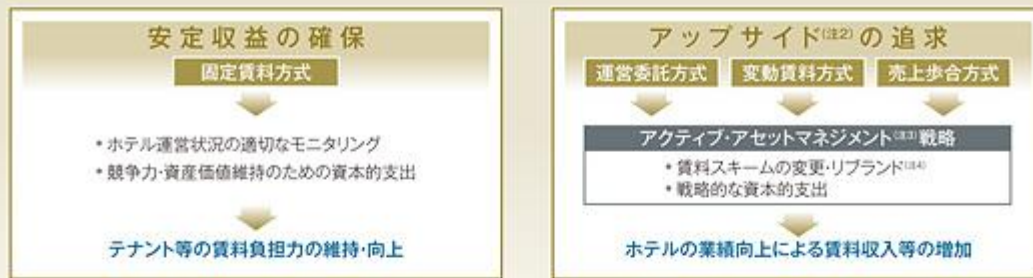 安定収益の確保
固定賃料方式
• ホテル運営状況の適切なモニタリング
• 競争力・資産価値維持のための資本的支出
テナント等の賃料負担力の維持・向上
アップサイド(注2)の追求
運営委託方式 変動賃料方式 売上歩合方式
アクティブ・アセットマネジメント(注3)戦略
• 賃料スキームの変更・リブランド(注4)
• 戦略的な資本的支出
ホテルの業績向上による賃料収入等の増加